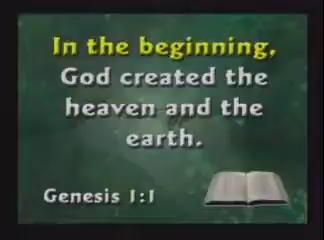 In the beginning,
God created the
heaven and the
earth.
Genesis 1:1